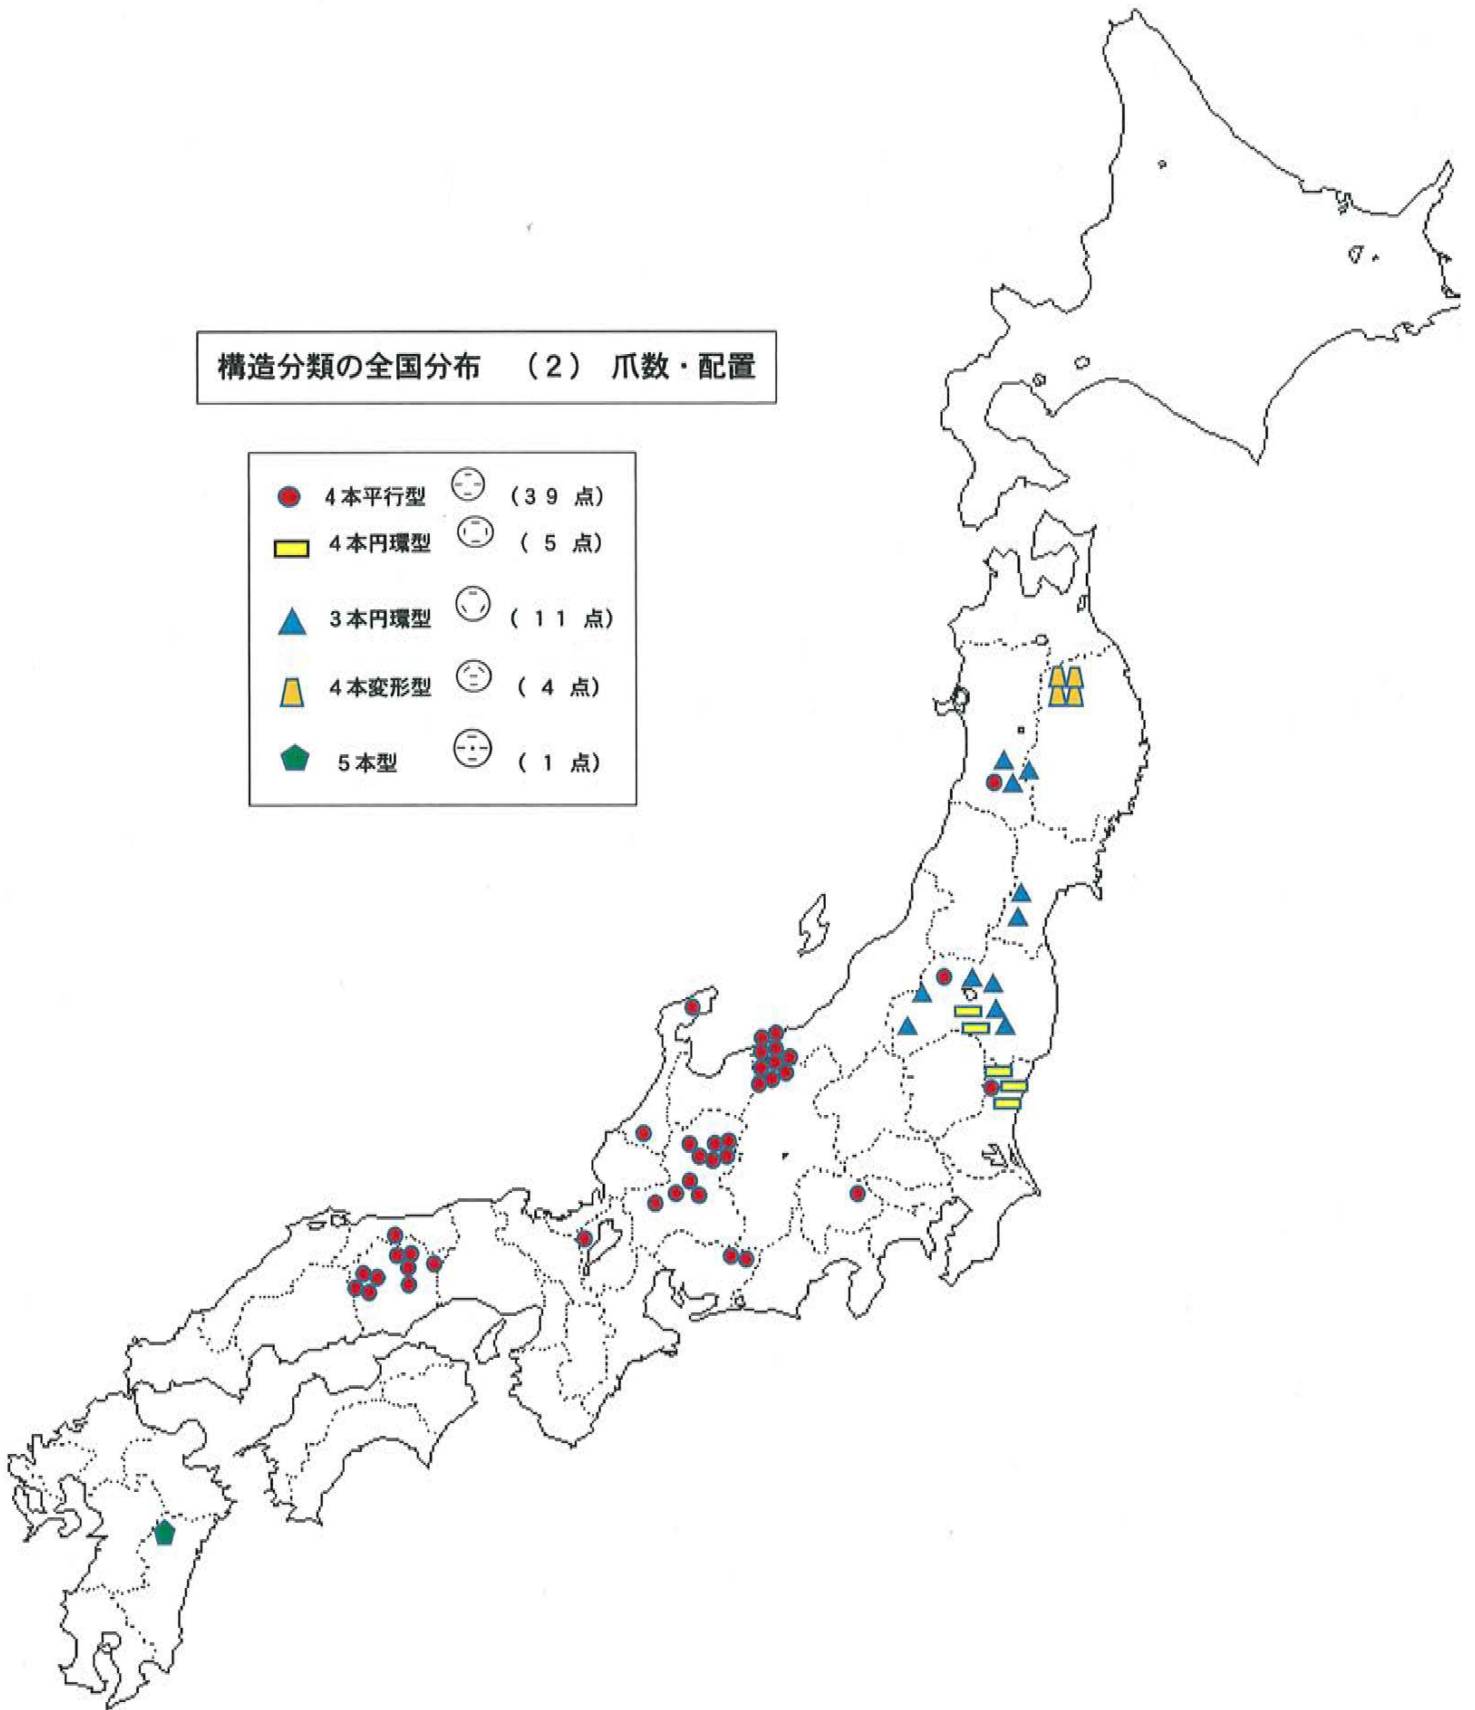 構造分類の全国分布 （２） 爪数・配置
４本平行型 （３９ 点）
４本円環型 （ ５ 点）
３本円環型 （ １１ 点）
４本変形型 （ ４ 点）
５本型 （ １ 点）